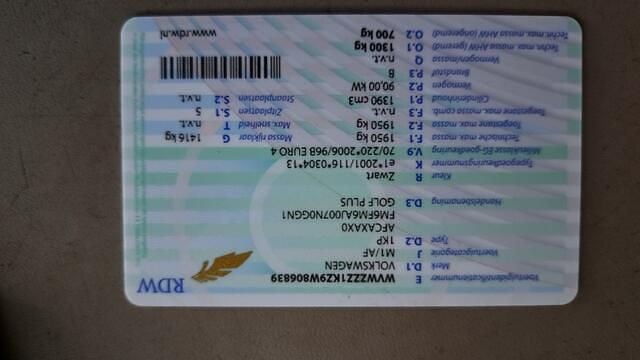 RDW
Voertuigidentificatienummer E WVWZZZ1KZ9W806839
Merk D.1 VOLKSWAGEN
Voertuigcategorie J M1/AF
Type D.2 1KP
AFCAXAX0
FM6FM6AJ007N0GGN1
Handelsbenaming D.3 GOLF PLUS
Kleur R Zwart
Typegoedkeuringsnummer K e1*2001/116*0304*13
Milieuklasse EG-goedkeuring V.9 70/220*2006/96B EURO 4
Technische max. massa F.1 1950 kg Massa rijklaar G 1416 kg
Toegestane max. massa F.2 1950 kg Max. snelheid T n.v.t.
Toegestane max. massa comb. F.3 Zitplaatsen S.1 5
Cilinderinhoud P.1 1390 cm3 Staanplaatsen S.2 n.v.t.
Vermogen P.2 90,00 kW
Brandstof P.3 B
Vermogen/massa Q n.v.t.
Techn. max. massa AHW (geremd) O.1 1300 kg
Techn. max. massa AHW (ongeremd) O.2 700 kg
www.rdw.nl